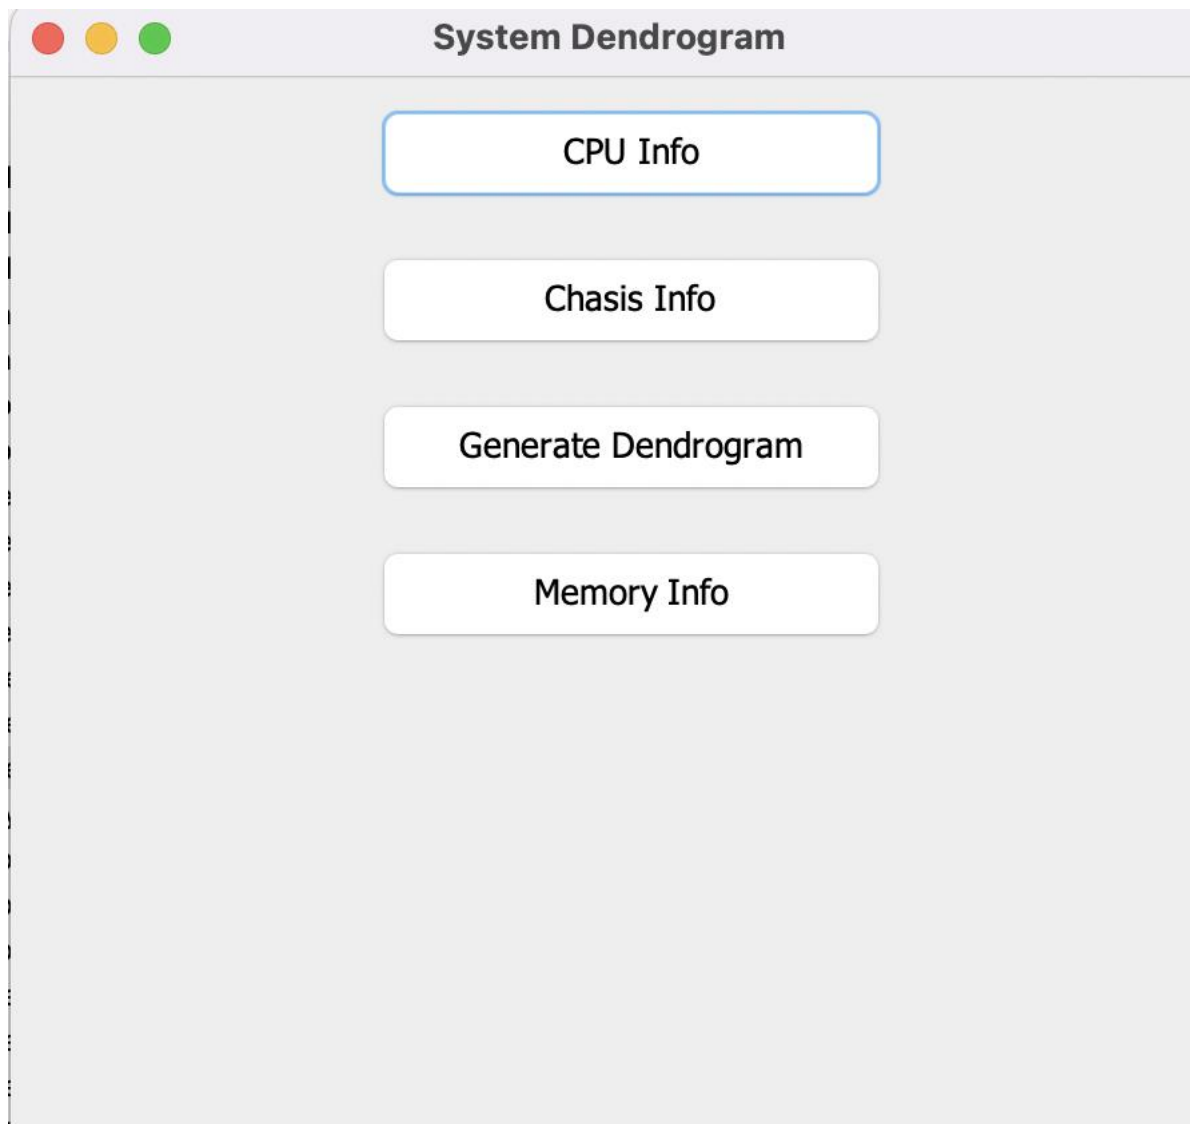 System Dendrogram
CPU Info
Chasis Info
Generate Dendrogram
Memory Info